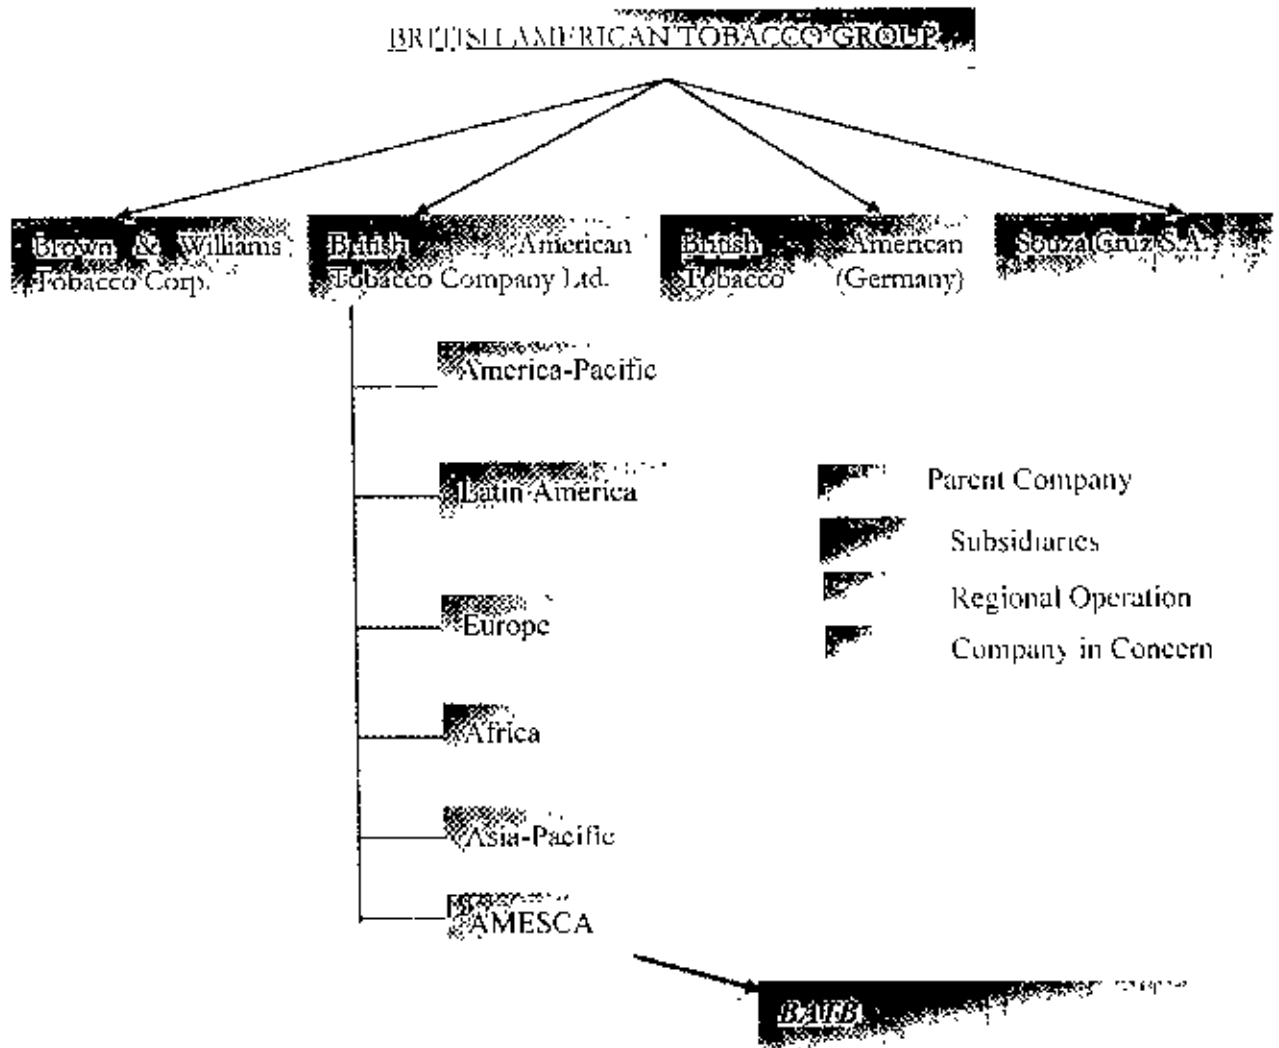 BRITISH AMERICAN TOBACCO GROUP
Brown & Williams
Tobacco Corp.
British American
Tobacco Company Ltd.
British American
Tobacco (Germany)
Souza Cruz S.A.
America-Pacific
Latin-America
Parent Company
Subsidiaries
Europe
Regional Operation
Company in Concern
Africa
Asia-Pacific
AMESCA
BATB